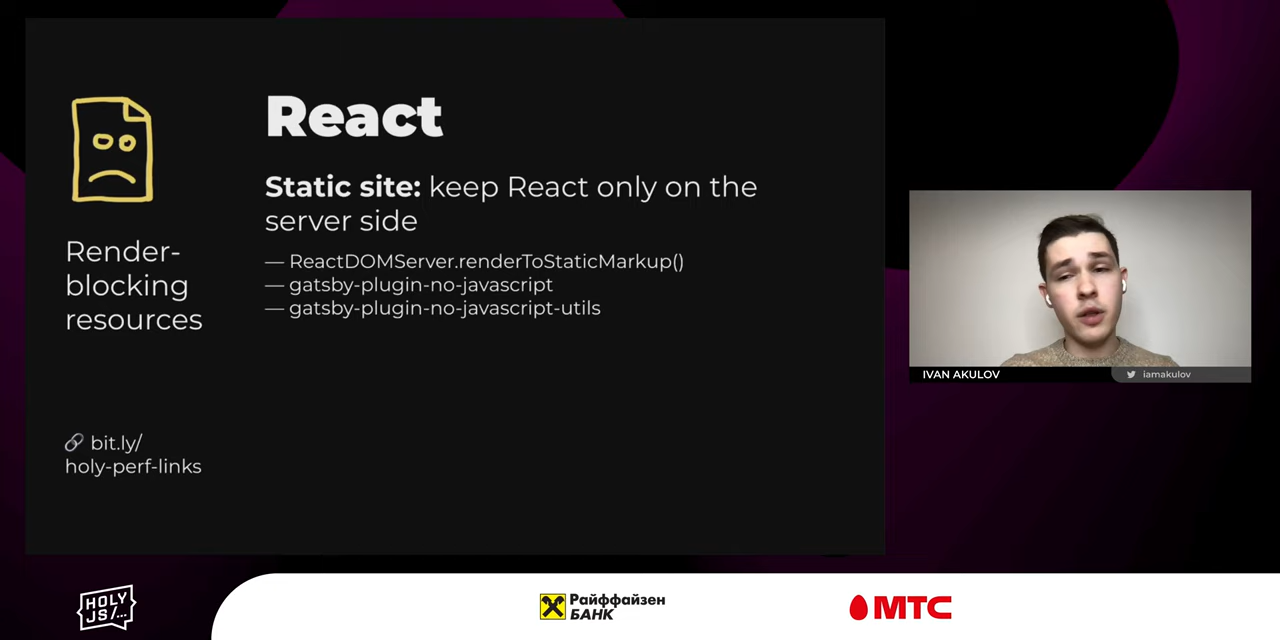 React
Static site: keep React only on the
server side
— ReactDOMServer.renderToStaticMarkup()
— gatsby-plugin-no-javascript
— gatsby-plugin-no-javascript-utils
Render-
blocking
resources
🔗 bit.ly/
holy-perf-links
IVAN AKULOV
iamakulov
HOLY
JS/...
Райффайзен
БАНК
МТС